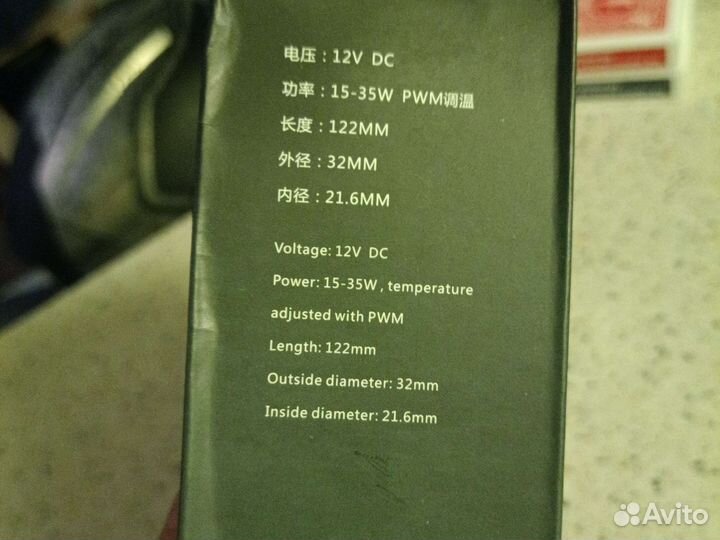 电压：12V DC
功率：15-35W PWM调温
长度：122MM
外径：32MM
内径：21.6MM
Voltage: 12V DC
Power: 15-35W , temperature
adjusted with PWM
Length: 122mm
Outside diameter: 32mm
Inside diameter: 21.6mm
Avito